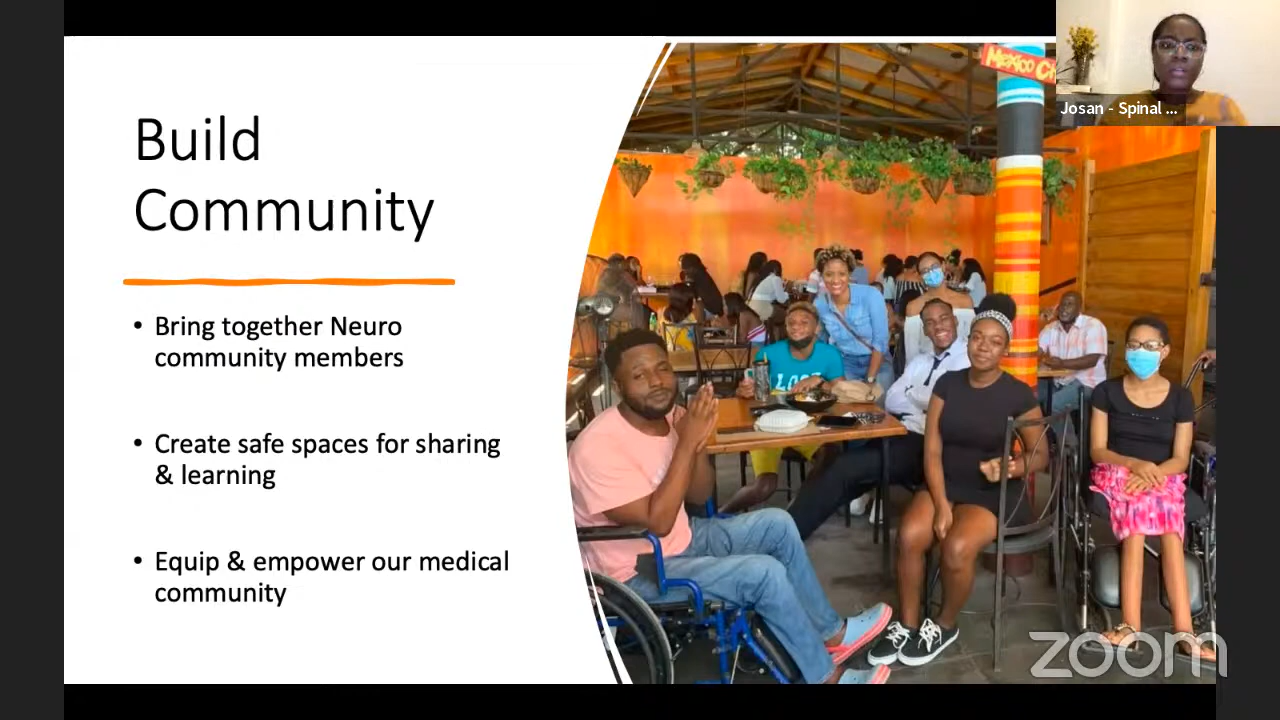 Build
Community
• Bring together Neuro
community members
• Create safe spaces for sharing
& learning
• Equip & empower our medical
community
Mexico
Josan - Spinal ...
zoom